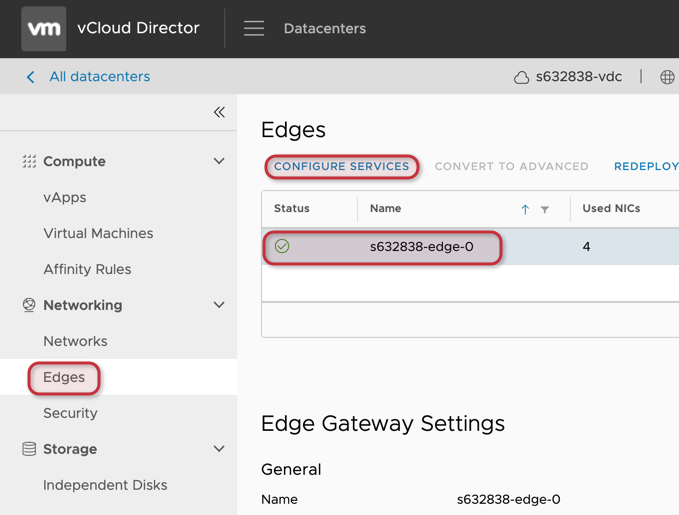 vm vCloud Director Datacenters
All datacenters s632838-vdc
Compute
vApps
Virtual Machines
Affinity Rules
Networking
Networks
Edges
Security
Storage
Independent Disks
Edges
CONFIGURE SERVICES CONVERT TO ADVANCED REDEPLOY
Status Name Used NICs
s632838-edge-0 4
Edge Gateway Settings
General
Name s632838-edge-0